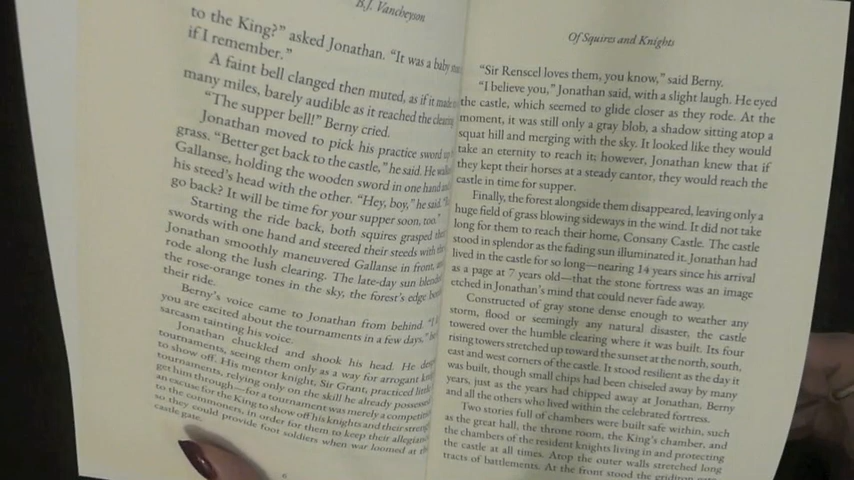 B.J. Vancheyson
to the King?” asked Jonathan. “It was a baby
if I remember.”
A faint bell clanged then muted, as if it made
many miles, barely audible as it reached the clearing.
“The supper bell!” Berny cried.
Jonathan moved to pick his practice sword
grass. “Better get back to the castle,” he said. He
Gallanse, holding the wooden sword in one hand and
his steed’s head with the other. “Hey, boy,” he said.
go back? It will be time for your supper soon, too.”
Starting the ride back, both squires grasped
swords with one hand and steered their steeds with
Jonathan smoothly maneuvered Gallanse in front,
rode along the lush clearing. The late-day sun blended
the rose-orange tones in the sky, the forest’s edge
their ride.
Berny’s voice came to Jonathan from behind.
you are excited about the tournaments in a few days,”
sarcasm tainting his voice.
Jonathan chuckled and shook his head. He
tournaments, seeing them only as a way for arrogant
to show off. His mentor knight, Sir Grant, practiced little
tournaments, relying only on the skill he already possessed
get him through—for a tournament was merely a competition
an excuse for the King to show off his knights and their strength
to the commoners, in order for them to keep their allegiance
so they could provide foot soldiers when war loomed at the
castle gate.
6
Of Squires and Knights
“Sir Renscel loves them, you know,” said Berny.
“I believe you,” Jonathan said, with a slight laugh. He eyed
the castle, which seemed to glide closer as they rode. At the
moment, it was still only a gray blob, a shadow sitting atop a
squat hill and merging with the sky. It looked like they would
take an eternity to reach it; however, Jonathan knew that if
they kept their horses at a steady cantor, they would reach the
castle in time for supper.
Finally, the forest alongside them disappeared, leaving only a
huge field of grass blowing sideways in the wind. It did not take
long for them to reach their home, Consany Castle. The castle
stood in splendor as the fading sun illuminated it. Jonathan had
lived in the castle for so long—nearing 14 years since his arrival
as a page at 7 years old—that the stone fortress was an image
etched in Jonathan’s mind that could never fade away.
Constructed of gray stone dense enough to weather any
storm, flood or seemingly any natural disaster, the castle
towered over the humble clearing where it was built. Its four
rising towers stretched up toward the sunset at the north, south,
east and west corners of the castle. It stood resilient as the day it
was built, though small chips had been chiseled away by many
years, just as the years had chipped away at Jonathan, Berny
and all the others who lived within the celebrated fortress.
Two stories full of chambers were built safe within, such
as the great hall, the throne room, the King’s chamber, and
the chambers of the resident knights living in and protecting
the castle at all times. Atop the outer walls stretched long
tracts of battlements. At the front stood the gridiron